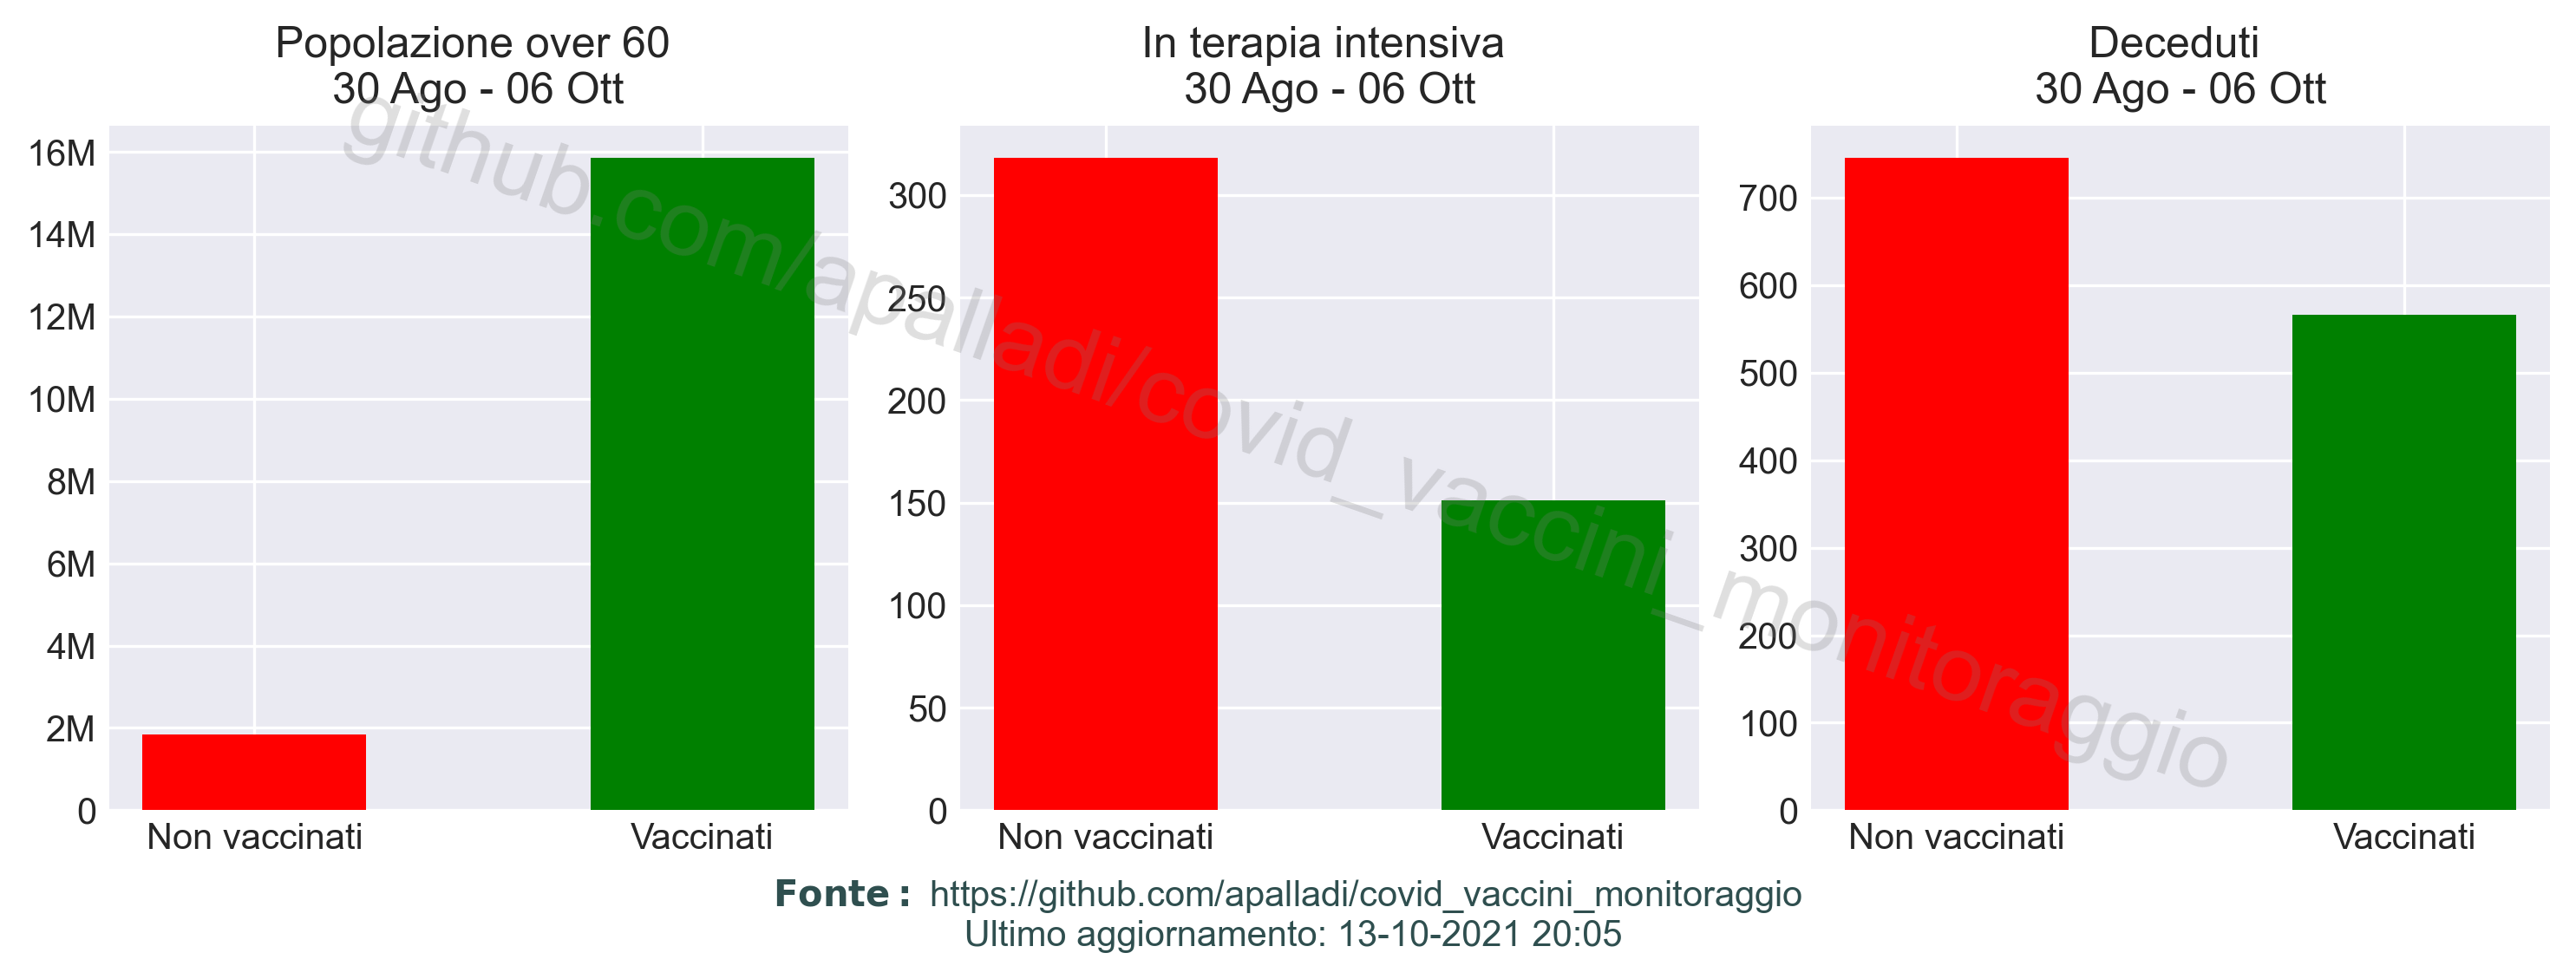 Popolazione over 60
30 Ago - 06 Ott
16M
14M
12M
10M
8M
6M
4M
2M
0
Non vaccinati
Vaccinati
In terapia intensiva
30 Ago - 06 Ott
300
250
200
150
100
50
0
Non vaccinati
Vaccinati
Deceduti
30 Ago - 06 Ott
700
600
500
400
300
200
100
0
Non vaccinati
Vaccinati
github.com/apalladi/covid_vaccini_monitoraggio
Fonte: https://github.com/apalladi/covid_vaccini_monitoraggio
Ultimo aggiornamento: 13-10-2021 20:05